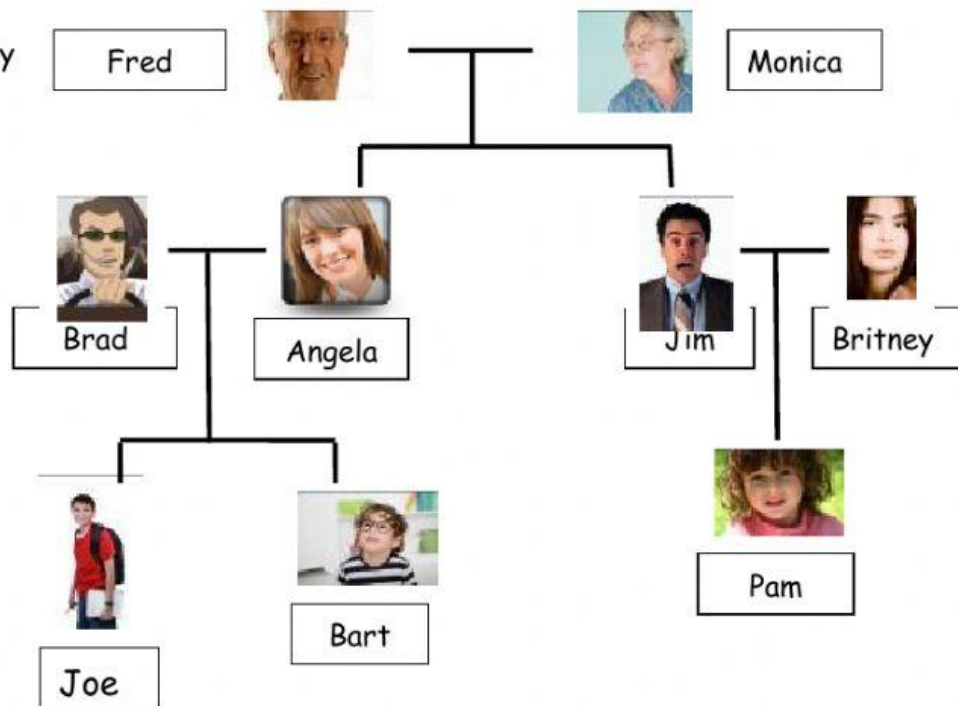 y
Fred
Monica
Brad
Angela
Jim
Britney
Joe
Bart
Pam